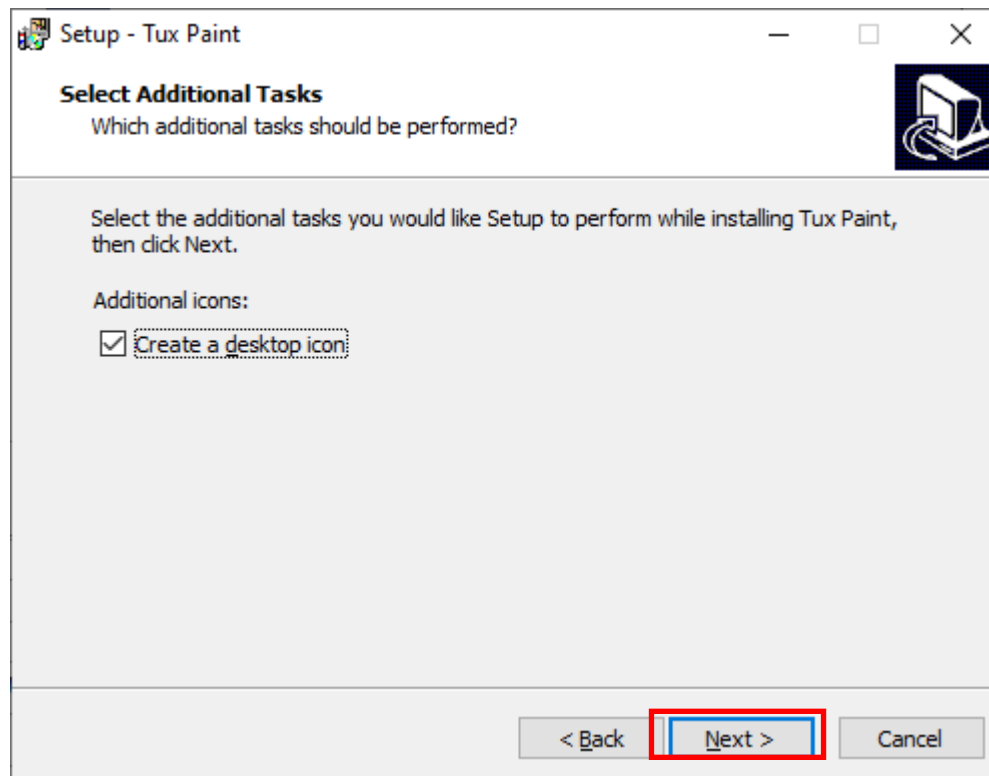 Setup - Tux Paint
Select Additional Tasks
Which additional tasks should be performed?
Select the additional tasks you would like Setup to perform while installing Tux Paint,
then click Next.
Additional icons:
Create a desktop icon
< Back
Next >
Cancel